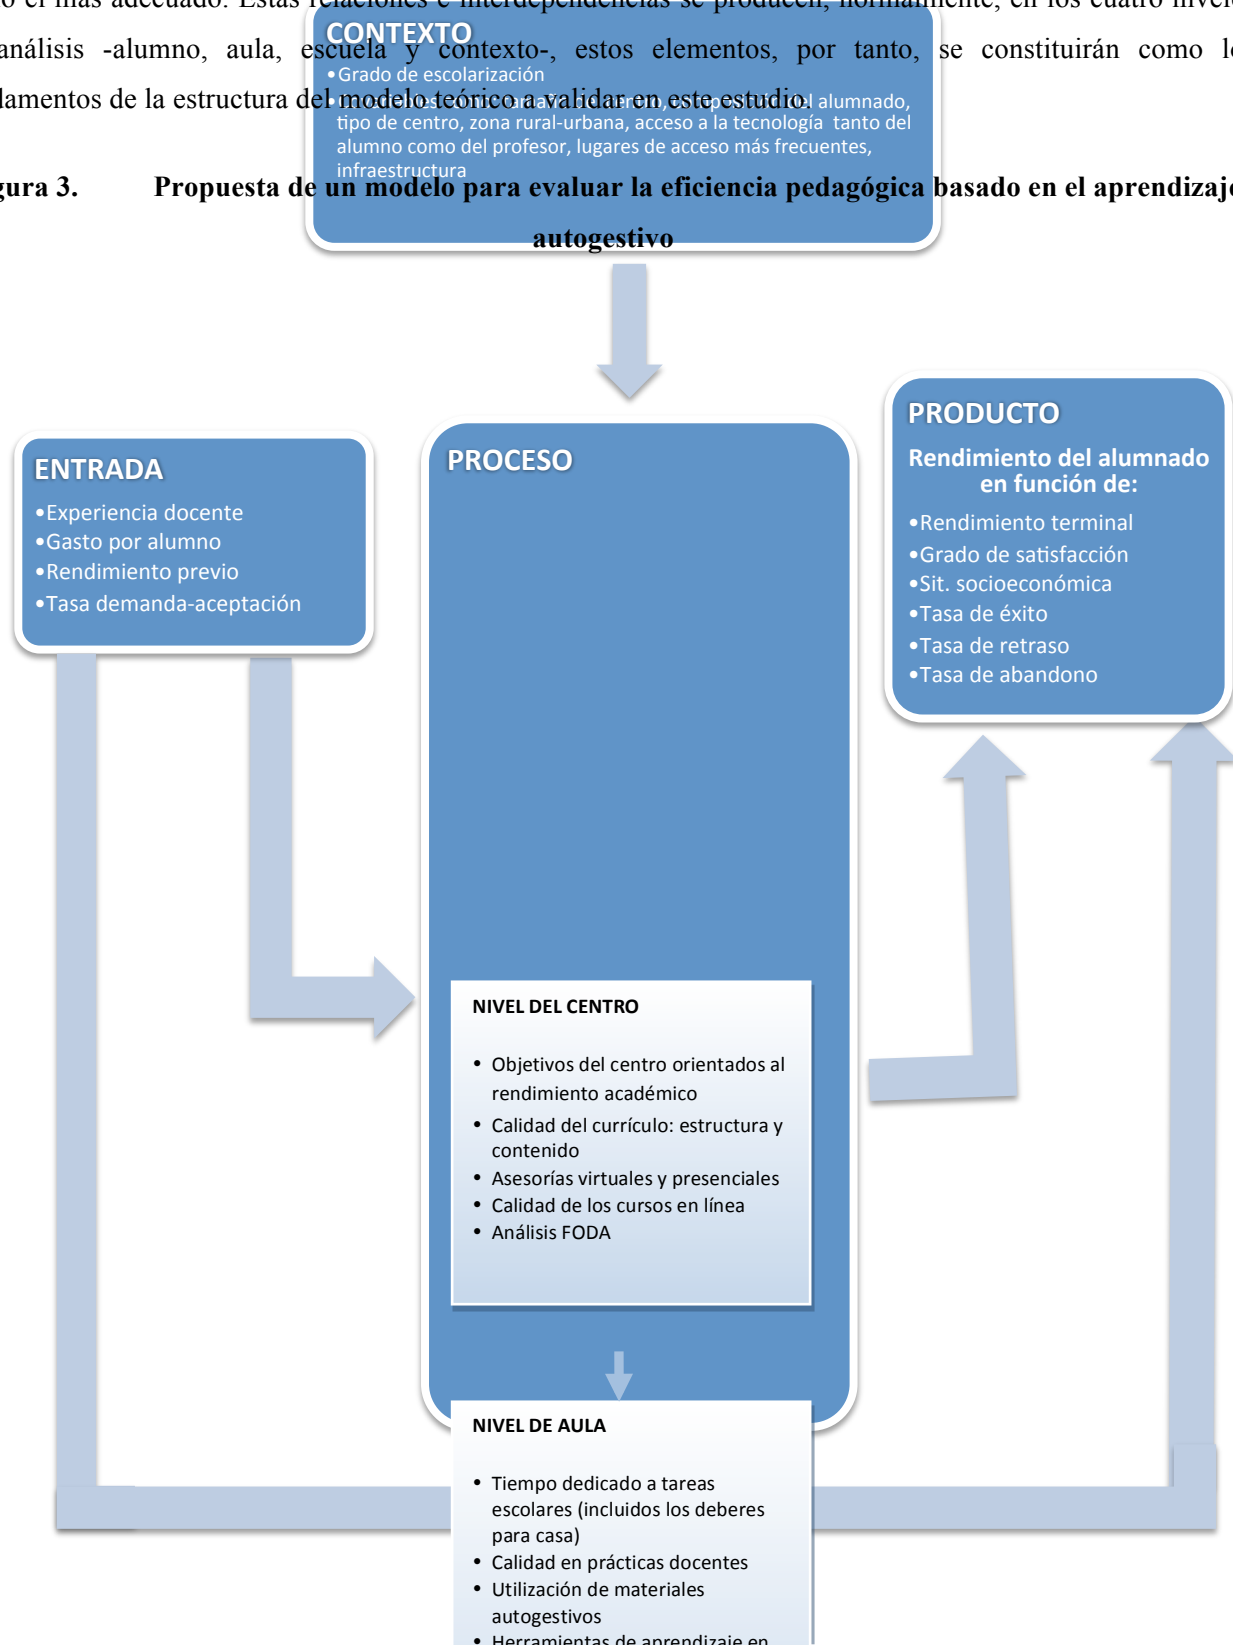 o el más adecuado. Estas relaciones e interdependencias se producen, normalmente, en los cuatro nivel
análisis -alumno, aula, escuela y contexto-, estos elementos, por tanto, se constituirán como l
damentos de la estructura del modelo teórico a validar en este estudio.
gura 3. Propuesta de un modelo para evaluar la eficiencia pedagógica basado en el aprendizaje
autogestivo
CONTEXTO
•Grado de escolarización
del alumnado,
tipo de centro, zona rural-urbana, acceso a la tecnología tanto del
alumno como del profesor, lugares de acceso más frecuentes,
infraestructura
ENTRADA
•Experiencia docente
•Gasto por alumno
•Rendimiento previo
•Tasa demanda-aceptación
PROCESO
NIVEL DEL CENTRO
• Objetivos del centro orientados al
rendimiento académico
• Calidad del currículo: estructura y
contenido
• Asesorías virtuales y presenciales
• Calidad de los cursos en línea
• Análisis FODA
NIVEL DE AULA
• Tiempo dedicado a tareas
escolares (incluidos los deberes
para casa)
• Calidad en prácticas docentes
• Utilización de materiales
autogestivos
• Herramientas de aprendizaje en
PRODUCTO
Rendimiento del alumnado
en función de:
•Rendimiento terminal
•Grado de satisfacción
•Sit. socioeconómica
•Tasa de éxito
•Tasa de retraso
•Tasa de abandono